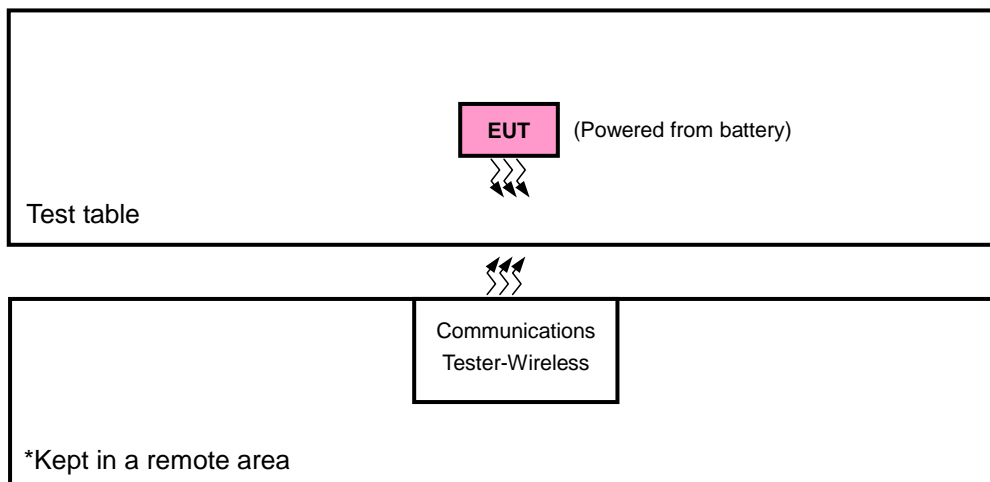 EUT
(Powered from battery)
Test table
Communications
Tester-Wireless
*Kept in a remote area